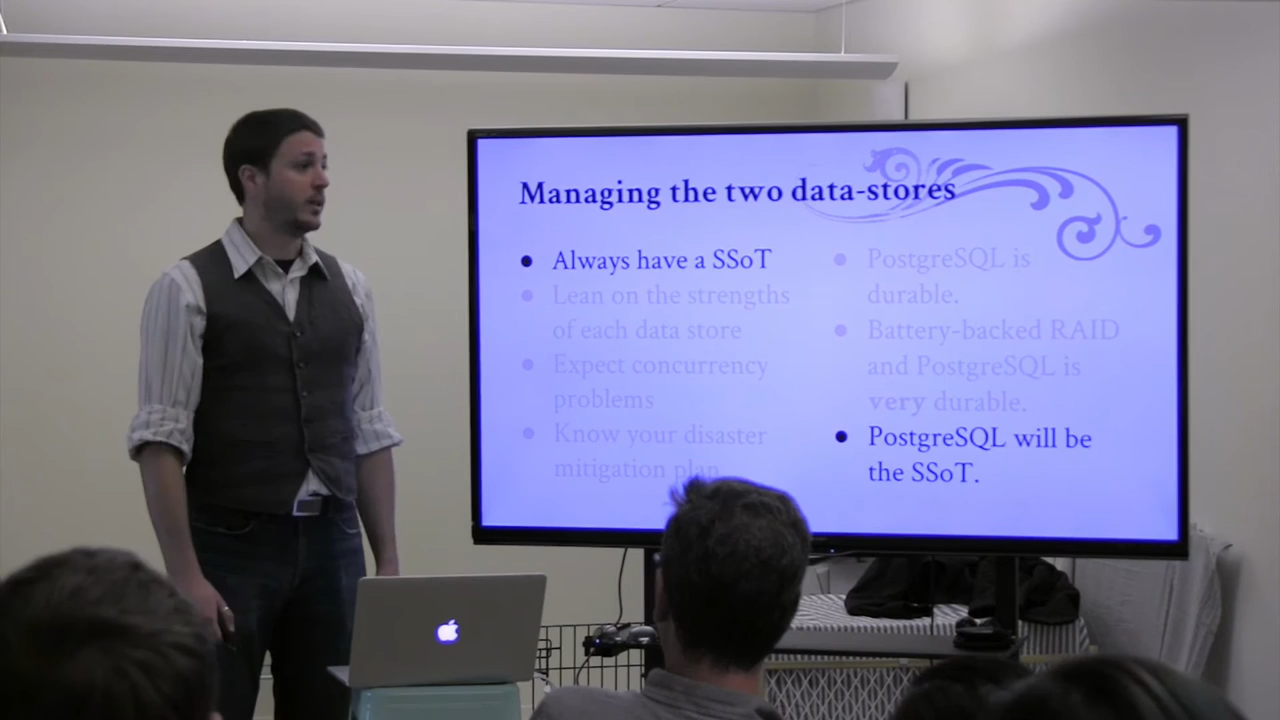 Managing the two data-stores
Always have a SSoT
Lean on the strengths
of each data store
Expect concurrency
problems
Know your disaster
mitigation plan
PostgreSQL is
durable.
Battery-backed RAID
and PostgreSQL is
very durable.
PostgreSQL will be
the SSoT.